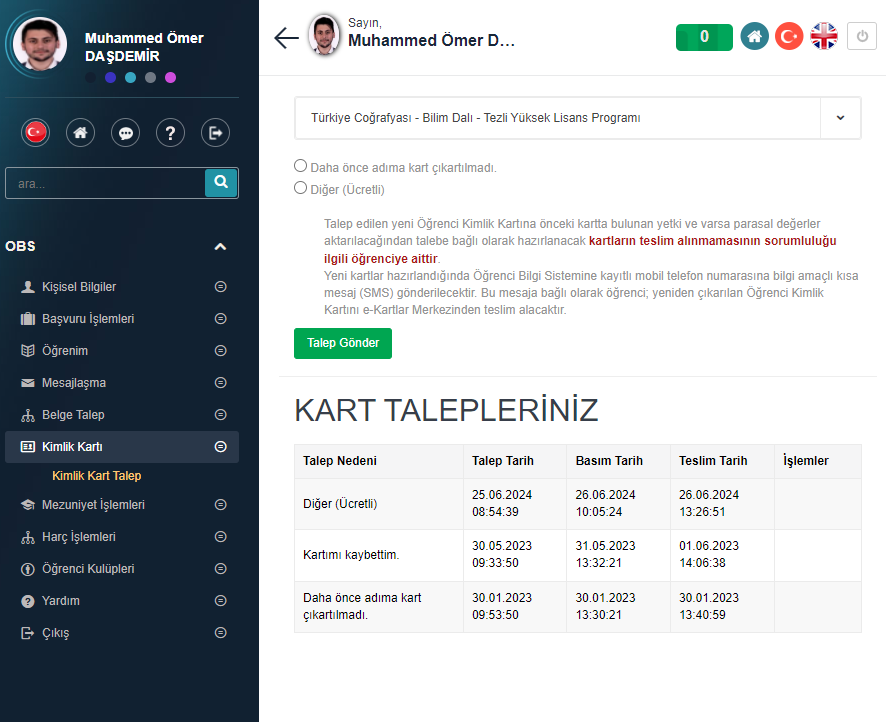 Muhammed Ömer
DAŞDEMİR
ara...
OBS
Kişisel Bilgiler
Başvuru İşlemleri
Öğrenim
Mesajlaşma
Belge Talep
Kimlik Kartı
Kimlik Kart Talep
Mezuniyet İşlemleri
Harç İşlemleri
Öğrenci Kulüpleri
Yardım
Çıkış
Sayın,
Muhammed Ömer D...
0
Türkiye Coğrafyası - Bilim Dalı - Tezli Yüksek Lisans Programı
Daha önce adıma kart çıkartılmadı.
Diğer (Ücretli)
Talep edilen yeni Öğrenci Kimlik Kartına önceki kartta bulunan yetki ve varsa parasal değerler
aktarılacağından talebe bağlı olarak hazırlanacak kartların teslim alınmamasının sorumluluğu
ilgili öğrenciye aittir.
Yeni kartlar hazırlandığında Öğrenci Bilgi Sistemine kayıtlı mobil telefon numarasına bilgi amaçlı kısa
mesaj (SMS) gönderilecektir. Bu mesaja bağlı olarak öğrenci; yeniden çıkarılan Öğrenci Kimlik
Kartını e-Kartlar Merkezinden teslim alacaktır.
Talep Gönder
KART TALEPLERİNİZ
Talep Nedeni Talep Tarih Basım Tarih Teslim Tarih İşlemler
Diğer (Ücretli) 25.06.2024 26.06.2024 26.06.2024
08:54:39 10:05:24 13:26:51
Kartımı kaybettim. 30.05.2023 31.05.2023 01.06.2023
09:33:50 13:32:21 14:06:38
Daha önce adıma kart 30.01.2023 30.01.2023 30.01.2023
çıkartılmadı. 09:53:50 13:30:21 13:40:59